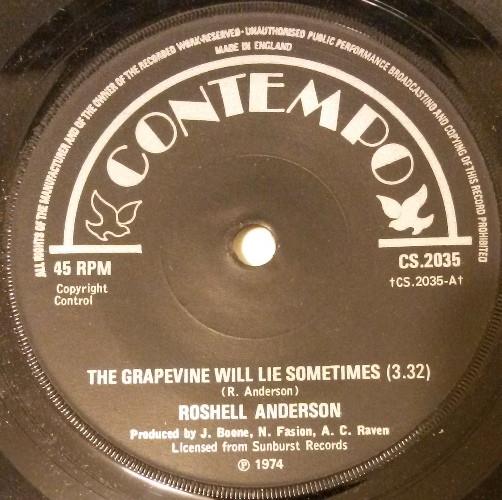 ALL RIGHTS OF THE MANUFACTURER AND OF THE OWNER OF THE RECORDED WORK RESERVED · UNAUTHORISED PUBLIC PERFORMANCE BROADCASTING AND COPYING OF THIS RECORD PROHIBITED
MADE IN ENGLAND
CONTEMPO
45 RPM
Copyright
Control
CS.2035
†CS.2035-A†
THE GRAPEVINE WILL LIE SOMETIMES (3.32)
(R. Anderson)
ROSHELL ANDERSON
Produced by J. Boone, N. Fasion, A. C. Raven
Licensed from Sunburst Records
℗ 1974